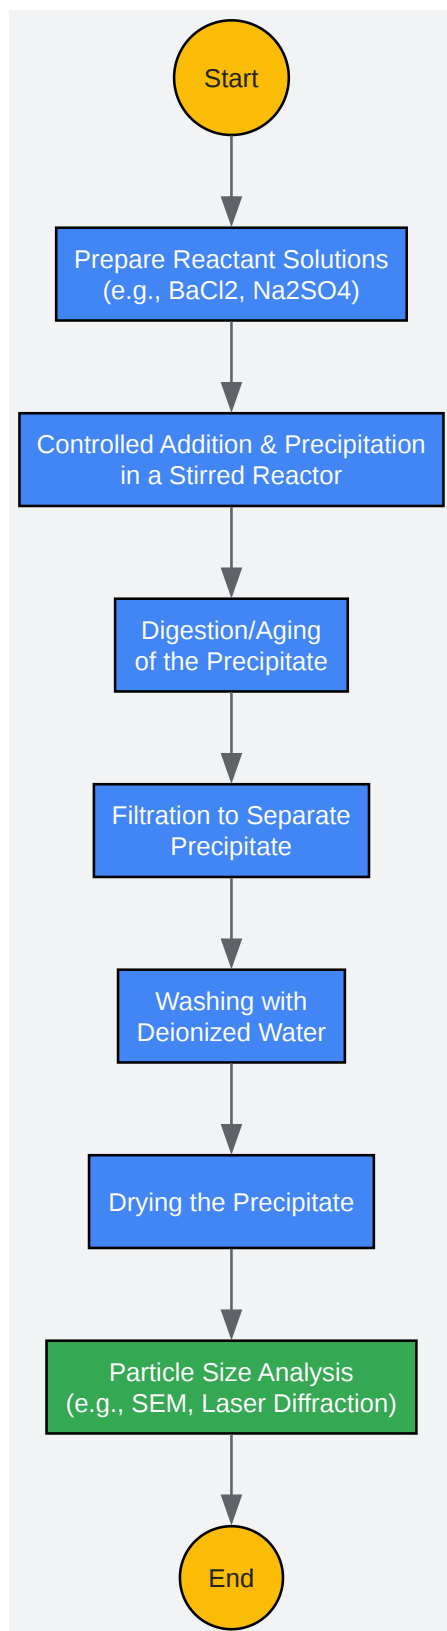 Start
Prepare Reactant Solutions
(e.g., BaCl2, Na2SO4)
Controlled Addition & Precipitation
in a Stirred Reactor
Digestion/Aging
of the Precipitate
Filtration to Separate
Precipitate
Washing with
Deionized Water
Drying the Precipitate
Particle Size Analysis
(e.g., SEM, Laser Diffraction)
End